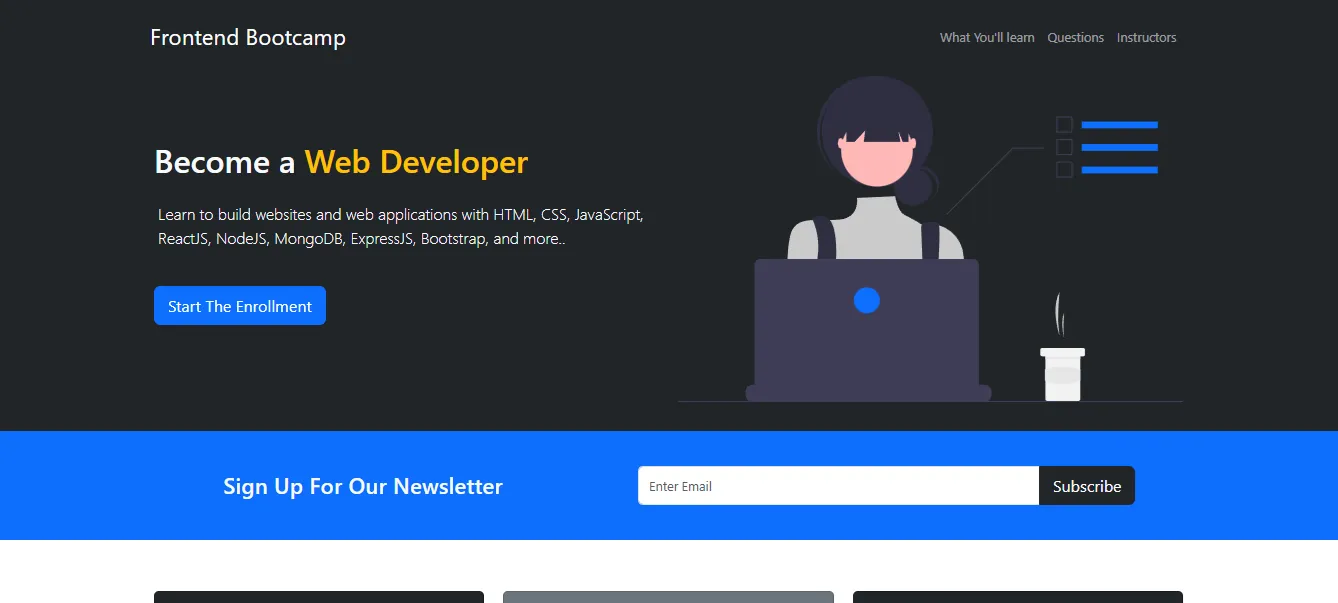 Frontend Bootcamp
What You'll learn Questions Instructors
Become a Web Developer
Learn to build websites and web applications with HTML, CSS, JavaScript,
ReactJS, NodeJS, MongoDB, ExpressJS, Bootstrap, and more..
Start The Enrollment
Sign Up For Our Newsletter
Enter Email
Subscribe